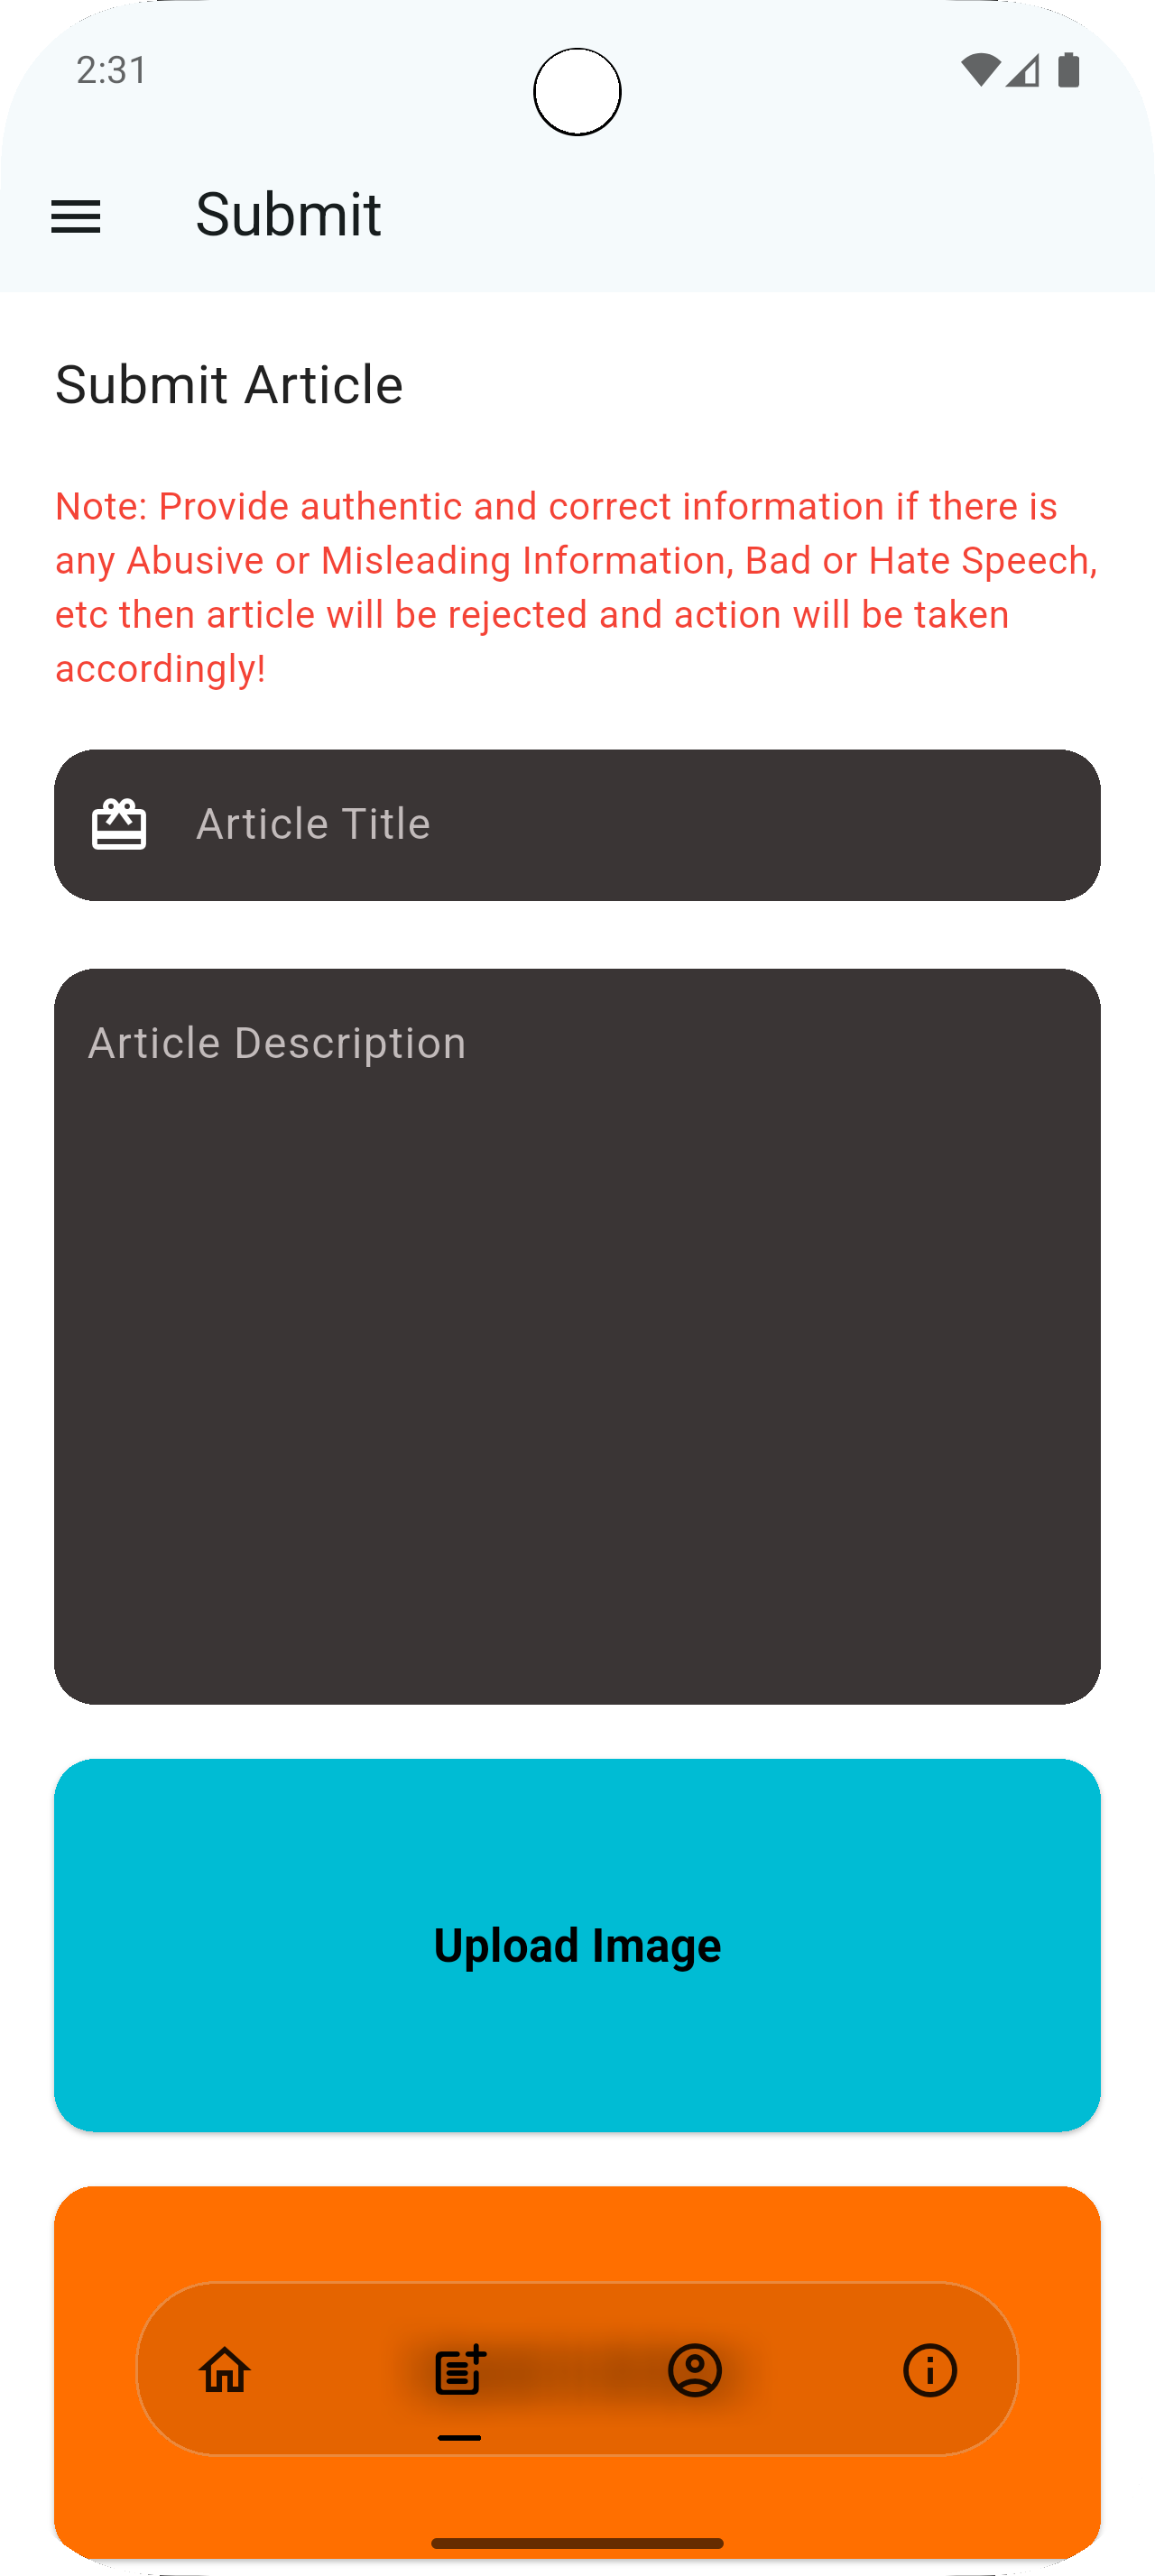 2:31
Submit
Submit Article
Note: Provide authentic and correct information if there is
any Abusive or Misleading Information, Bad or Hate Speech,
etc then article will be rejected and action will be taken
accordingly!
Article Title
Article Description
Upload Image